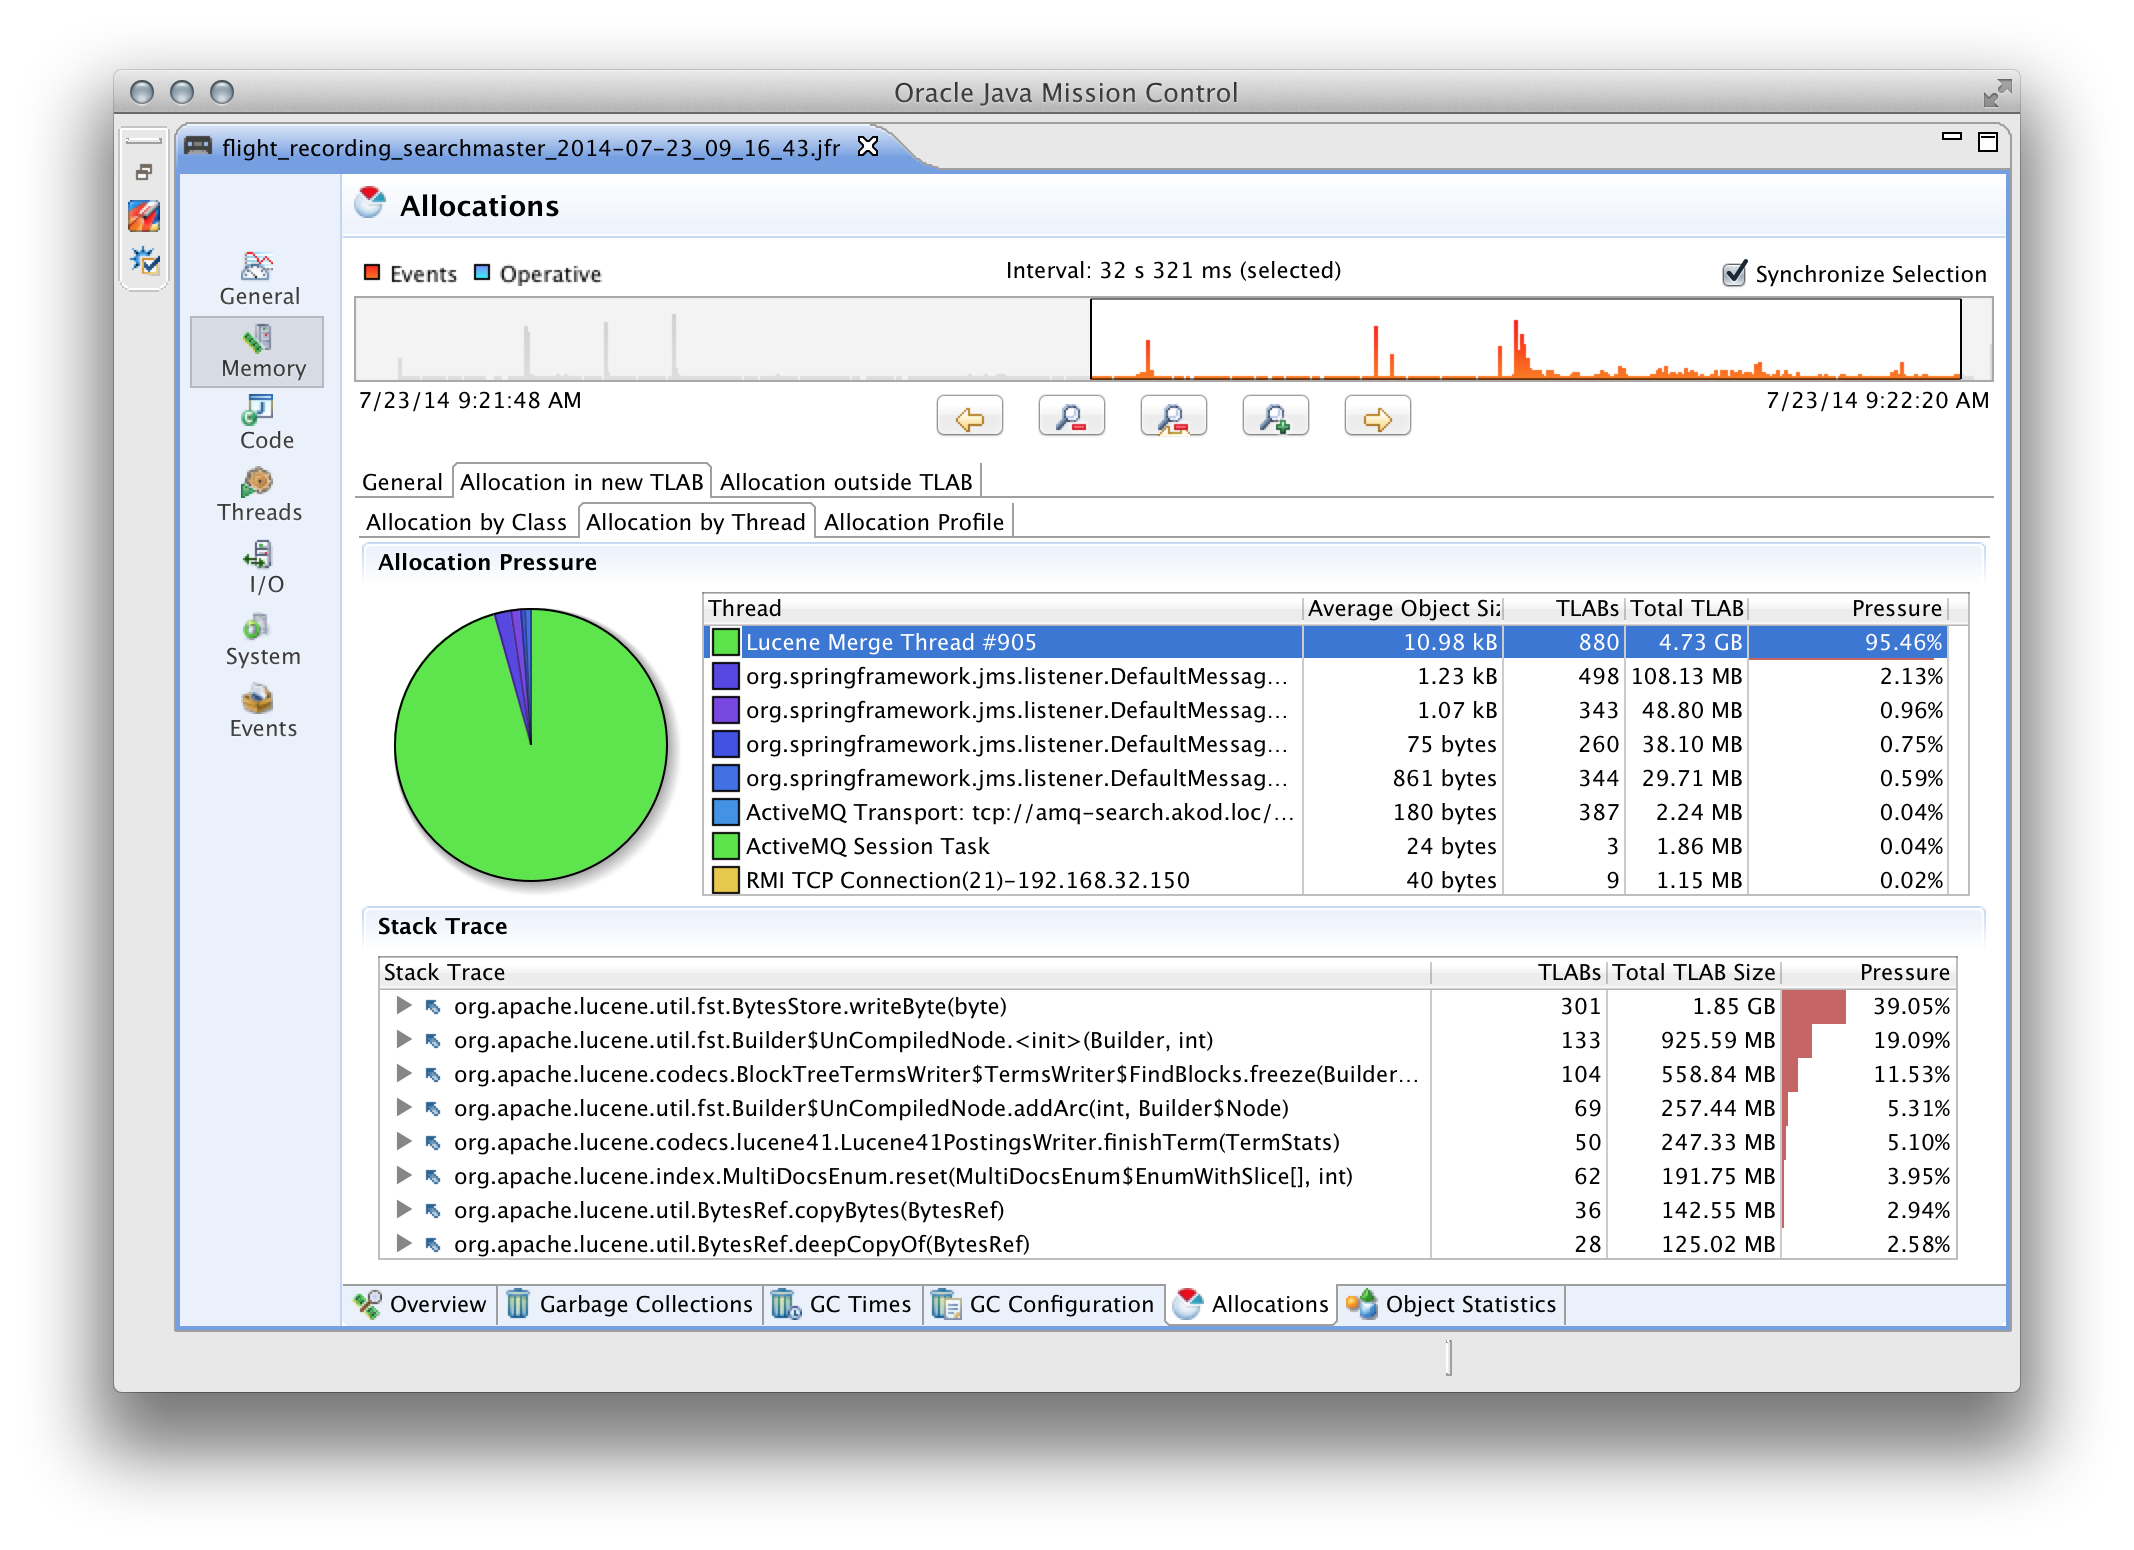 Oracle Java Mission Control
flight_recording_searchmaster_2014-07-23_09_16_43.jfr
Allocations
General
Memory
Code
Threads
I/O
System
Events
Events Operative Interval: 32 s 321 ms (selected) Synchronize Selection
7/23/14 9:21:48 AM 7/23/14 9:22:20 AM
General Allocation in new TLAB Allocation outside TLAB
Allocation by Class Allocation by Thread Allocation Profile
Allocation Pressure
Thread Average Object Siz TLABs Total TLAB Pressure
Lucene Merge Thread #905 10.98 kB 880 4.73 GB 95.46%
org.springframework.jms.listener.DefaultMessag... 1.23 kB 498 108.13 MB 2.13%
org.springframework.jms.listener.DefaultMessag... 1.07 kB 343 48.80 MB 0.96%
org.springframework.jms.listener.DefaultMessag... 75 bytes 260 38.10 MB 0.75%
org.springframework.jms.listener.DefaultMessag... 861 bytes 344 29.71 MB 0.59%
ActiveMQ Transport: tcp://amq-search.akod.loc/... 180 bytes 387 2.24 MB 0.04%
ActiveMQ Session Task 24 bytes 3 1.86 MB 0.04%
RMI TCP Connection(21)-192.168.32.150 40 bytes 9 1.15 MB 0.02%
Stack Trace
Stack Trace TLABs Total TLAB Size Pressure
org.apache.lucene.util.fst.BytesStore.writeByte(byte) 301 1.85 GB 39.05%
org.apache.lucene.util.fst.Builder$UnCompiledNode.<init>(Builder, int) 133 925.59 MB 19.09%
org.apache.lucene.codecs.BlockTreeTermsWriter$TermsWriter$FindBlocks.freeze(Builder... 104 558.84 MB 11.53%
org.apache.lucene.util.fst.Builder$UnCompiledNode.addArc(int, Builder$Node) 69 257.44 MB 5.31%
org.apache.lucene.codecs.lucene41.Lucene41PostingsWriter.finishTerm(TermStats) 50 247.33 MB 5.10%
org.apache.lucene.index.MultiDocsEnum.reset(MultiDocsEnum$EnumWithSlice[], int) 62 191.75 MB 3.95%
org.apache.lucene.util.BytesRef.copyBytes(BytesRef) 36 142.55 MB 2.94%
org.apache.lucene.util.BytesRef.deepCopyOf(BytesRef) 28 125.02 MB 2.58%
Overview Garbage Collections GC Times GC Configuration Allocations Object Statistics